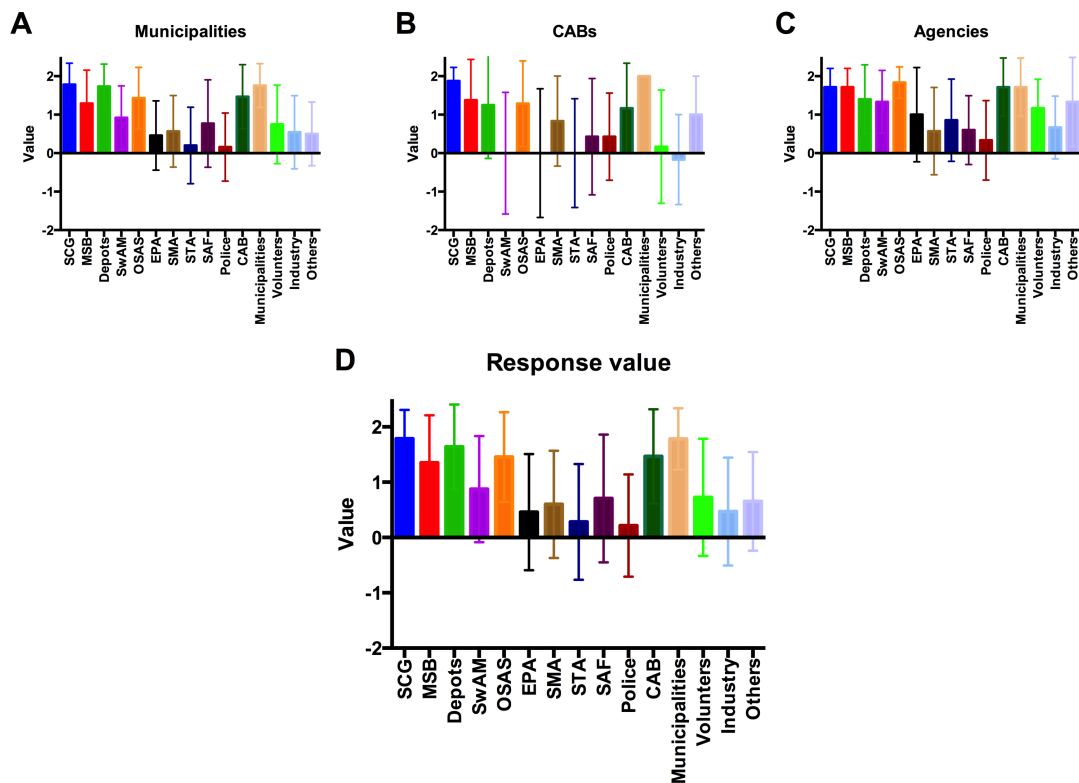 A
Municipalities
Value
2
1
0
-1
-2
SCG
MSB
Depots
SwAM
OSAS
EPA
SMA
STA
SAF
Police
CAB
Municipalities
Volunters
Industry
Others
B
CABs
Value
2
1
0
-1
-2
SCG
MSB
Depots
SwAM
OSAS
EPA
SMA
STA
SAF
Police
CAB
Municipalities
Volunters
Industry
Others
C
Agencies
Value
2
1
0
-1
-2
SCG
MSB
Depots
SwAM
OSAS
EPA
SMA
STA
SAF
Police
CAB
Municipalities
Volunters
Industry
Others
D
Response value
Value
2
1
0
-1
-2
SCG
MSB
Depots
SwAM
OSAS
EPA
SMA
STA
SAF
Police
CAB
Municipalities
Volunters
Industry
Others